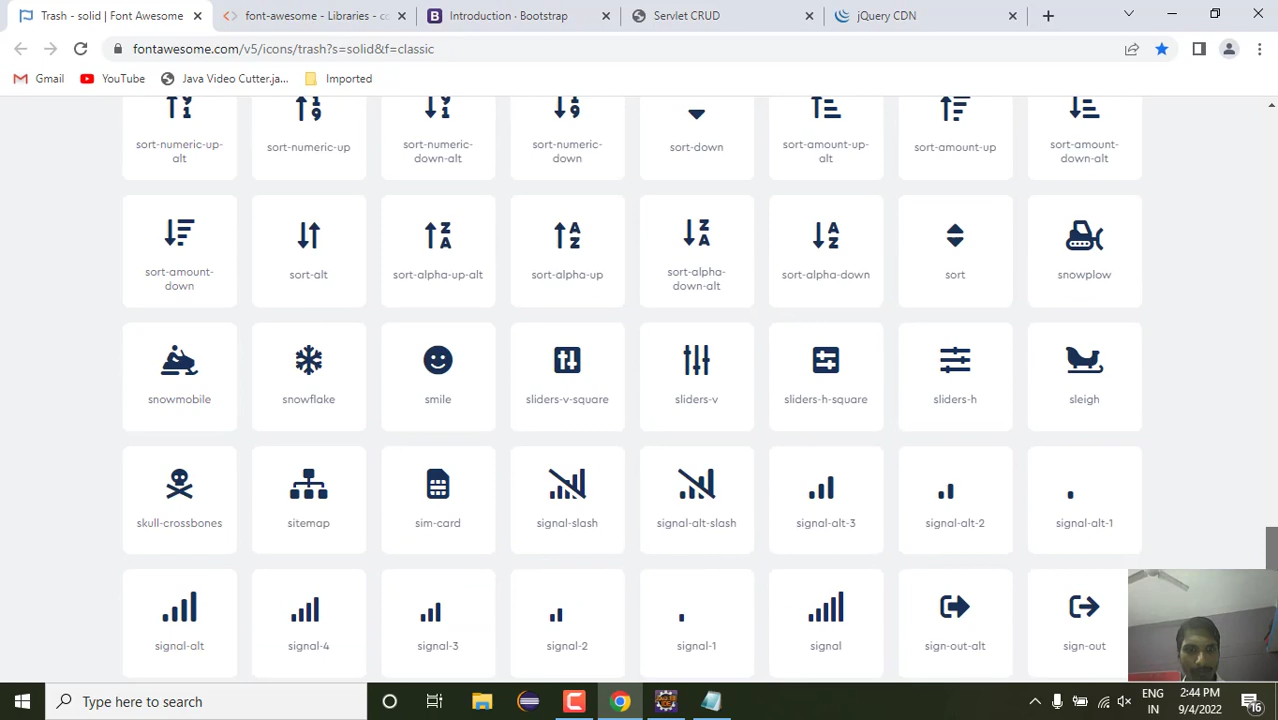 Trash - solid | Font Awesome
font-awesome - Libraries - c
Introduction · Bootstrap
Servlet CRUD
jQuery CDN
fontawesome.com/v5/icons/trash?s=solid&f=classic
Gmail
YouTube
Java Video Cutter.ja...
Imported
sort-numeric-up-alt
sort-numeric-up
sort-numeric-down-alt
sort-numeric-down
sort-down
sort-amount-up-alt
sort-amount-up
sort-amount-down-alt
sort-amount-down
sort-alt
sort-alpha-up-alt
sort-alpha-up
sort-alpha-down-alt
sort-alpha-down
sort
snowplow
snowmobile
snowflake
smile
sliders-v-square
sliders-v
sliders-h-square
sliders-h
sleigh
skull-crossbones
sitemap
sim-card
signal-slash
signal-alt-slash
signal-alt-3
signal-alt-2
signal-alt-1
signal-alt
signal-4
signal-3
signal-2
signal-1
signal
sign-out-alt
sign-out
Type here to search
ENG
IN
2:44 PM
9/4/2022
16